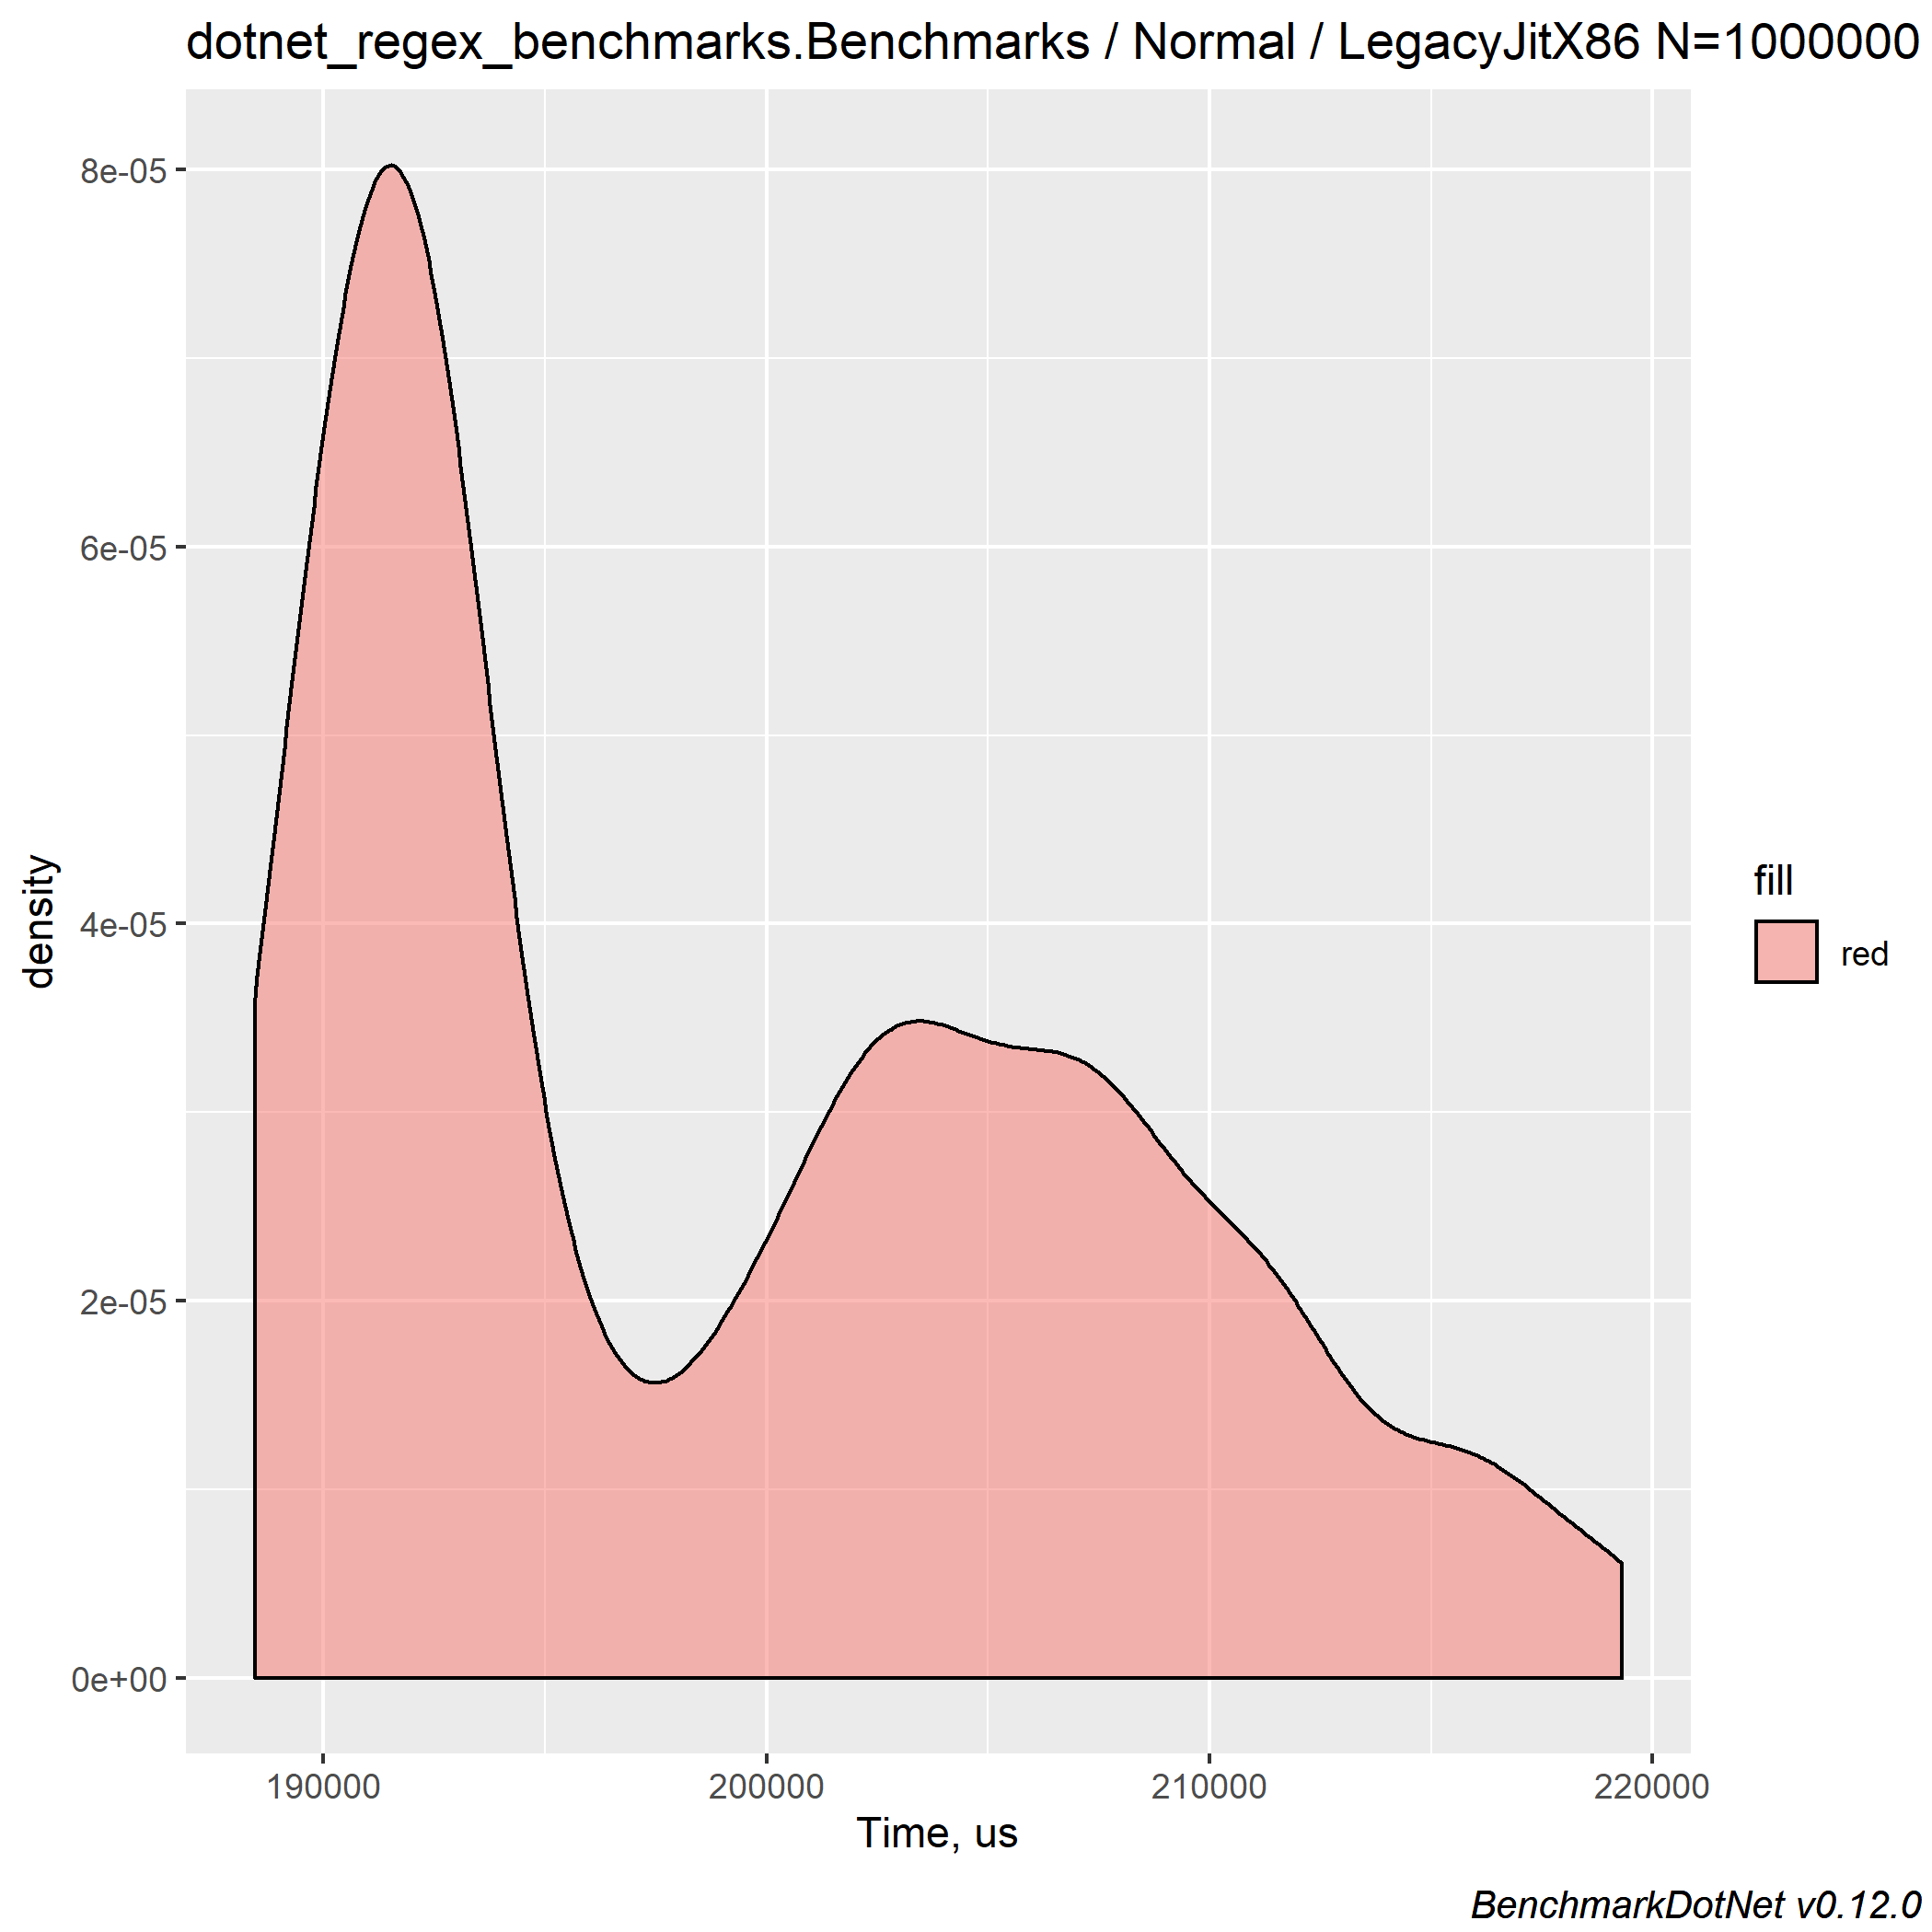 dotnet_regex_benchmarks.Benchmarks / Normal / LegacyJitX86 N=1000000
8e-05
6e-05
4e-05
2e-05
0e+00
density
190000
200000
210000
220000
Time, us
fill
red
BenchmarkDotNet v0.12.0